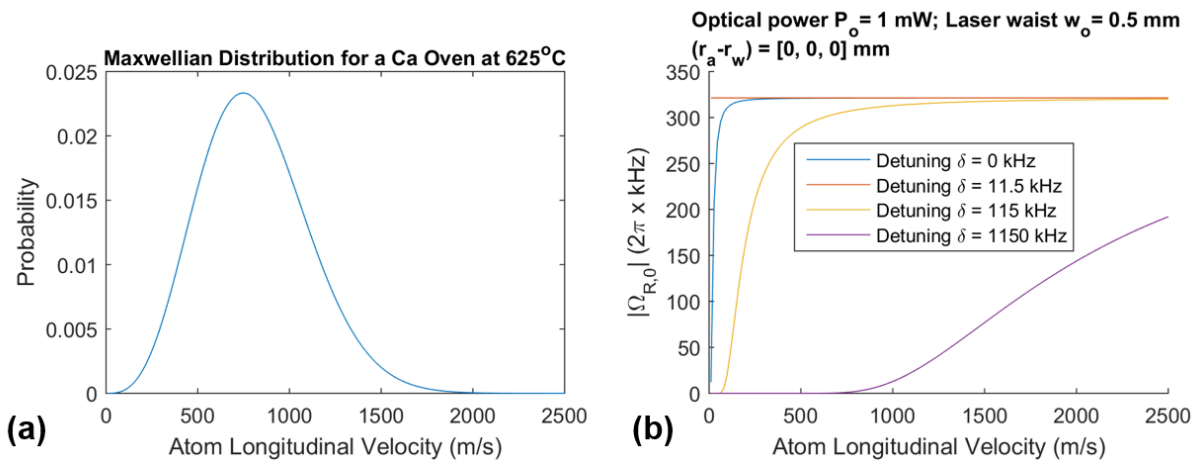 Maxwellian Distribution for a Ca Oven at 625°C
0.025
0.02
0.015
0.01
0.005
0
Probability
0 500 1000 1500 2000 2500
Atom Longitudinal Velocity (m/s)
(a)
Optical power Po= 1 mW; Laser waist wo= 0.5 mm
(ra-rw) = [0, 0, 0] mm
350
300
250
200
150
100
50
0
|ΩR,0| (2π x kHz)
Detuning δ = 0 kHz
Detuning δ = 11.5 kHz
Detuning δ = 115 kHz
Detuning δ = 1150 kHz
0 500 1000 1500 2000 2500
Atom Longitudinal Velocity (m/s)
(b)